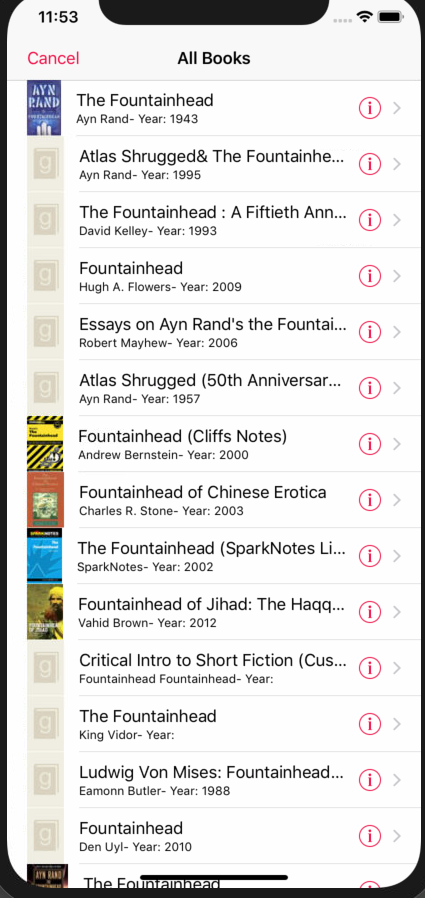 11:53
Cancel
All Books
AYN
RAND
The Fountainhead
Ayn Rand- Year: 1943
Atlas Shrugged& The Fountainhe...
Ayn Rand- Year: 1995
The Fountainhead : A Fiftieth Ann...
David Kelley- Year: 1993
Fountainhead
Hugh A. Flowers- Year: 2009
Essays on Ayn Rand's the Fountai...
Robert Mayhew- Year: 2006
Atlas Shrugged (50th Anniversar...
Ayn Rand- Year: 1957
Fountainhead (Cliffs Notes)
Andrew Bernstein- Year: 2000
Fountainhead of Chinese Erotica
Charles R. Stone- Year: 2003
SPARKNOTES
The Fountainhead (SparkNotes Li...
SparkNotes- Year: 2002
Fountainhead of Jihad: The Haqq...
Vahid Brown- Year: 2012
Critical Intro to Short Fiction (Cus...
Fountainhead Fountainhead- Year:
The Fountainhead
King Vidor- Year:
Ludwig Von Mises: Fountainhead...
Eamonn Butler- Year: 1988
Fountainhead
Den Uyl- Year: 2010
AYN RAND
The Fountainhead